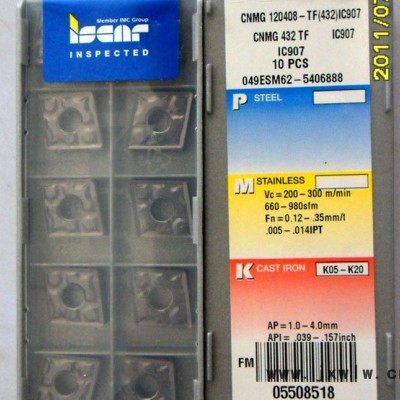 Member IMC Group
iscar
INSPECTED
CNMG 120408-TF(432)IC907
CNMG 432 TF IC907
IC907
10 PCS
049ESM62-5406888
P STEEL
M STAINLESS
Vc = 200 - 300 m/min
660 - 980sfm
Fn = 0.12 - .35mm/t
.005 - .014IPT
K CAST IRON K05 - K20
AP = 1.0 - 4.0mm
API = .039 - .157inch
FM
05508518
2011/07